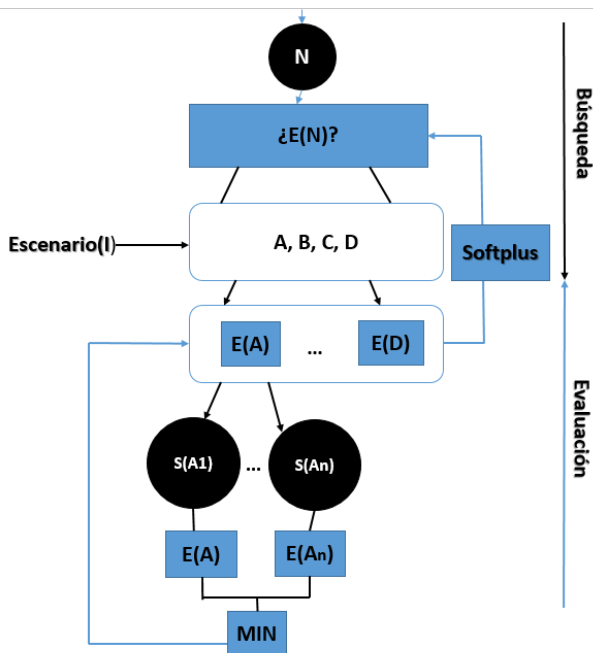 N
¿E(N)?
Búsqueda
Escenario(I)
A, B, C, D
Softplus
E(A) ... E(D)
Evaluación
S(A1) ... S(An)
E(A) E(An)
MIN